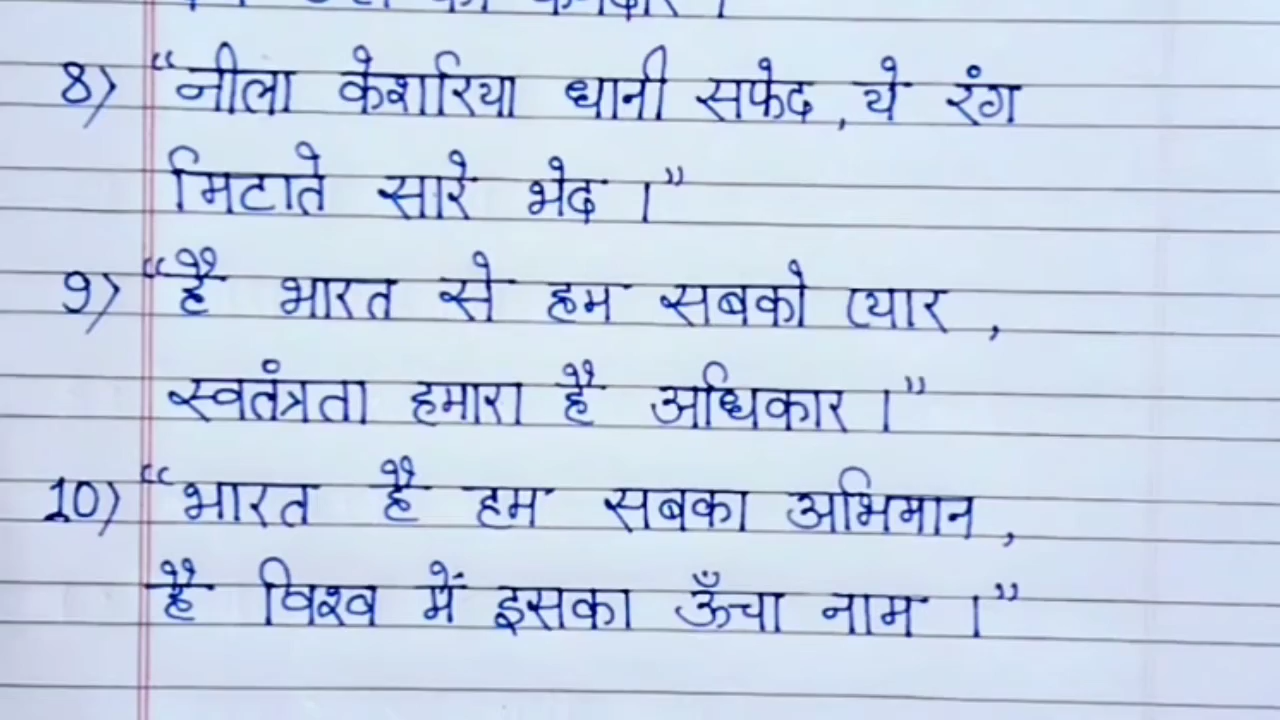 8) “नीला केशरिया धानी सफेद, ये रंग
मिटाते सारे भेद ।”
9) “है भारत से हम सबको प्यार ,
स्वतंत्रता हमारा है अधिकार ।”
10) “भारत है हम सबका अभिमान ,
है विश्व में इसका ऊँचा नाम ।”